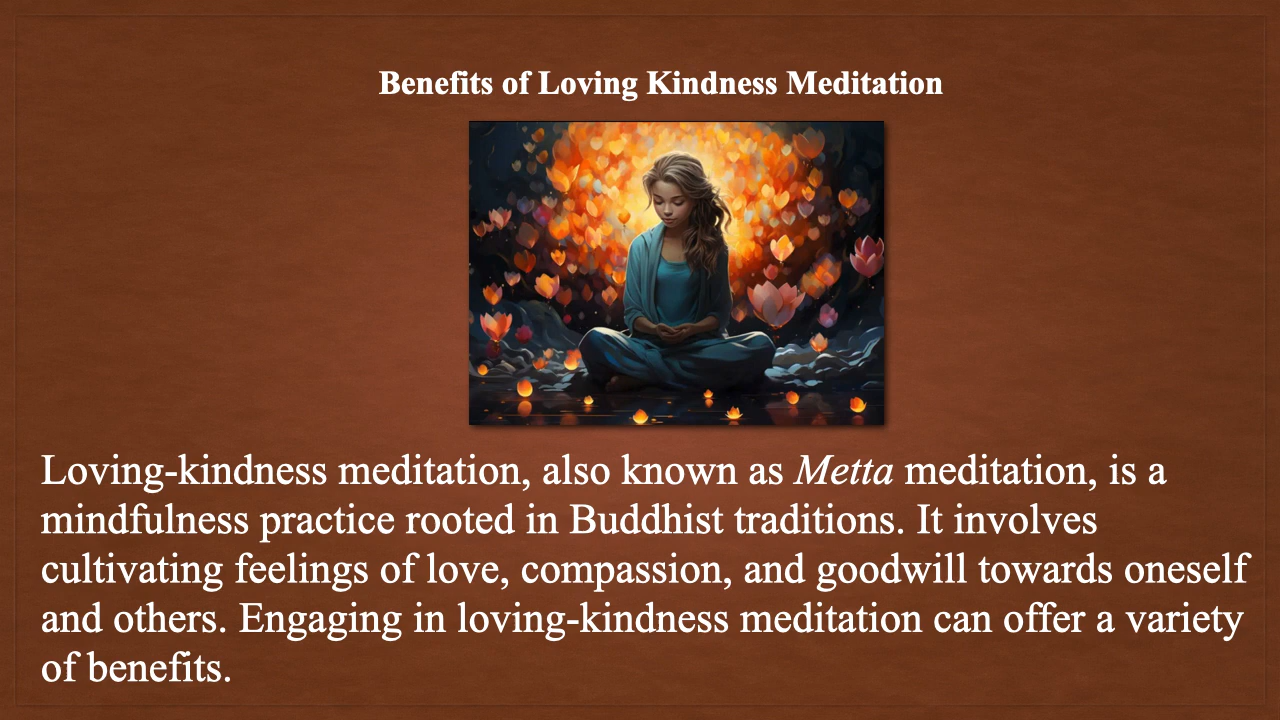 Benefits of Loving Kindness Meditation
Loving-kindness meditation, also known as Metta meditation, is a
mindfulness practice rooted in Buddhist traditions. It involves
cultivating feelings of love, compassion, and goodwill towards oneself
and others. Engaging in loving-kindness meditation can offer a variety
of benefits.